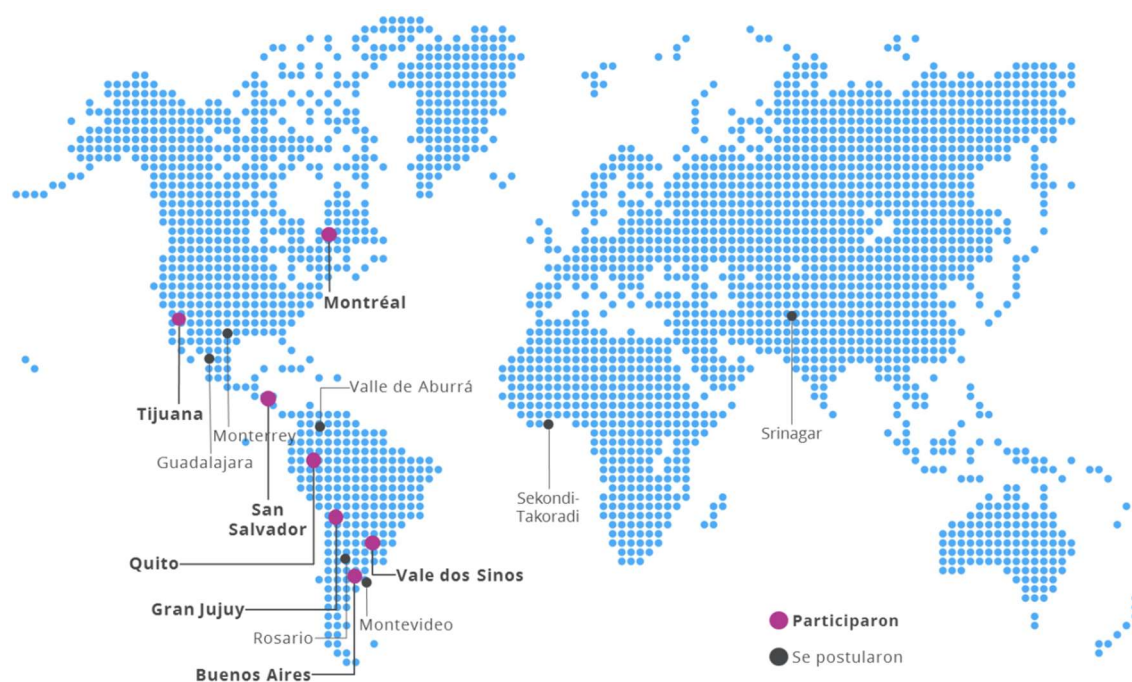 Montréal
Valle de Aburrá
Tijuana
Monterrey
Srinagar
Guadalajara
Sekondi-
Takoradi
San
Salvador
Quito
Vale dos Sinos
Gran Jujuy
Montevideo
Rosario
Buenos Aires
Participaron
Se postularon